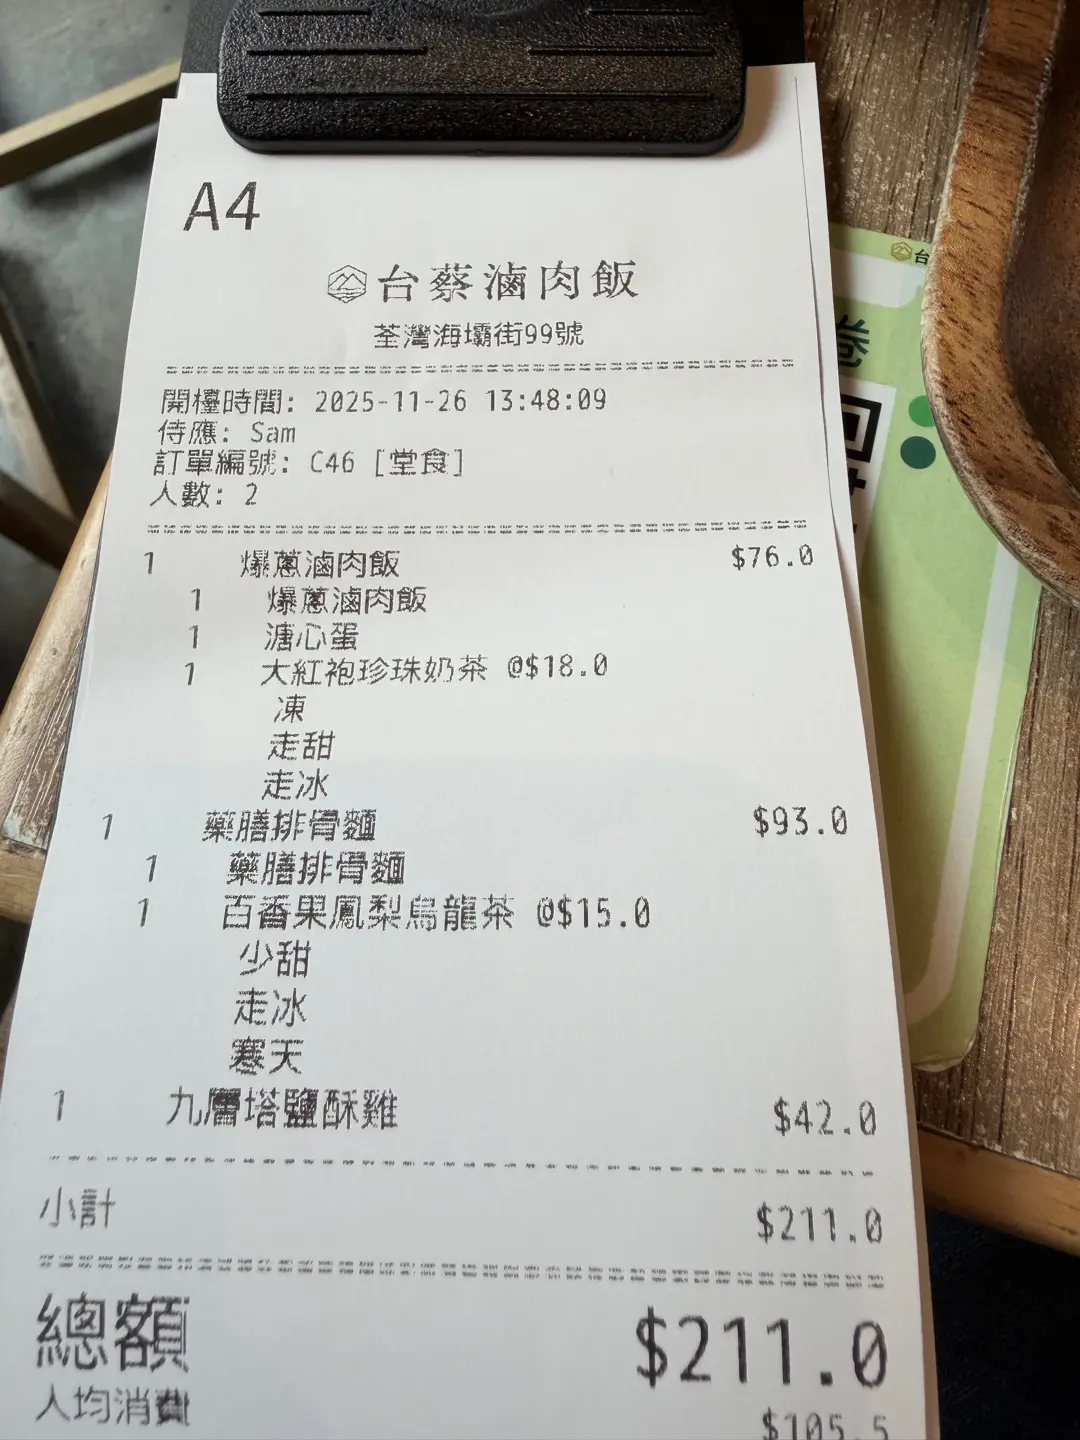 A4
台蔡滷肉飯
荃灣海壩街99號
開檯時間: 2025-11-26 13:48:09
侍應: Sam
訂單編號: C46 [堂食]
人數: 2
1 爆蔥滷肉飯 $76.0
1 爆蔥滷肉飯
1 溏心蛋
1 大紅袍珍珠奶茶 @$18.0
凍
走甜
走冰
1 藥膳排骨麵 $93.0
1 藥膳排骨麵
1 百香果鳳梨烏龍茶 @$15.0
少甜
走冰
寒天
1 九層塔鹽酥雞 $42.0
小計 $211.0
總額 $211.0
人均消費 $105.5
台
卷